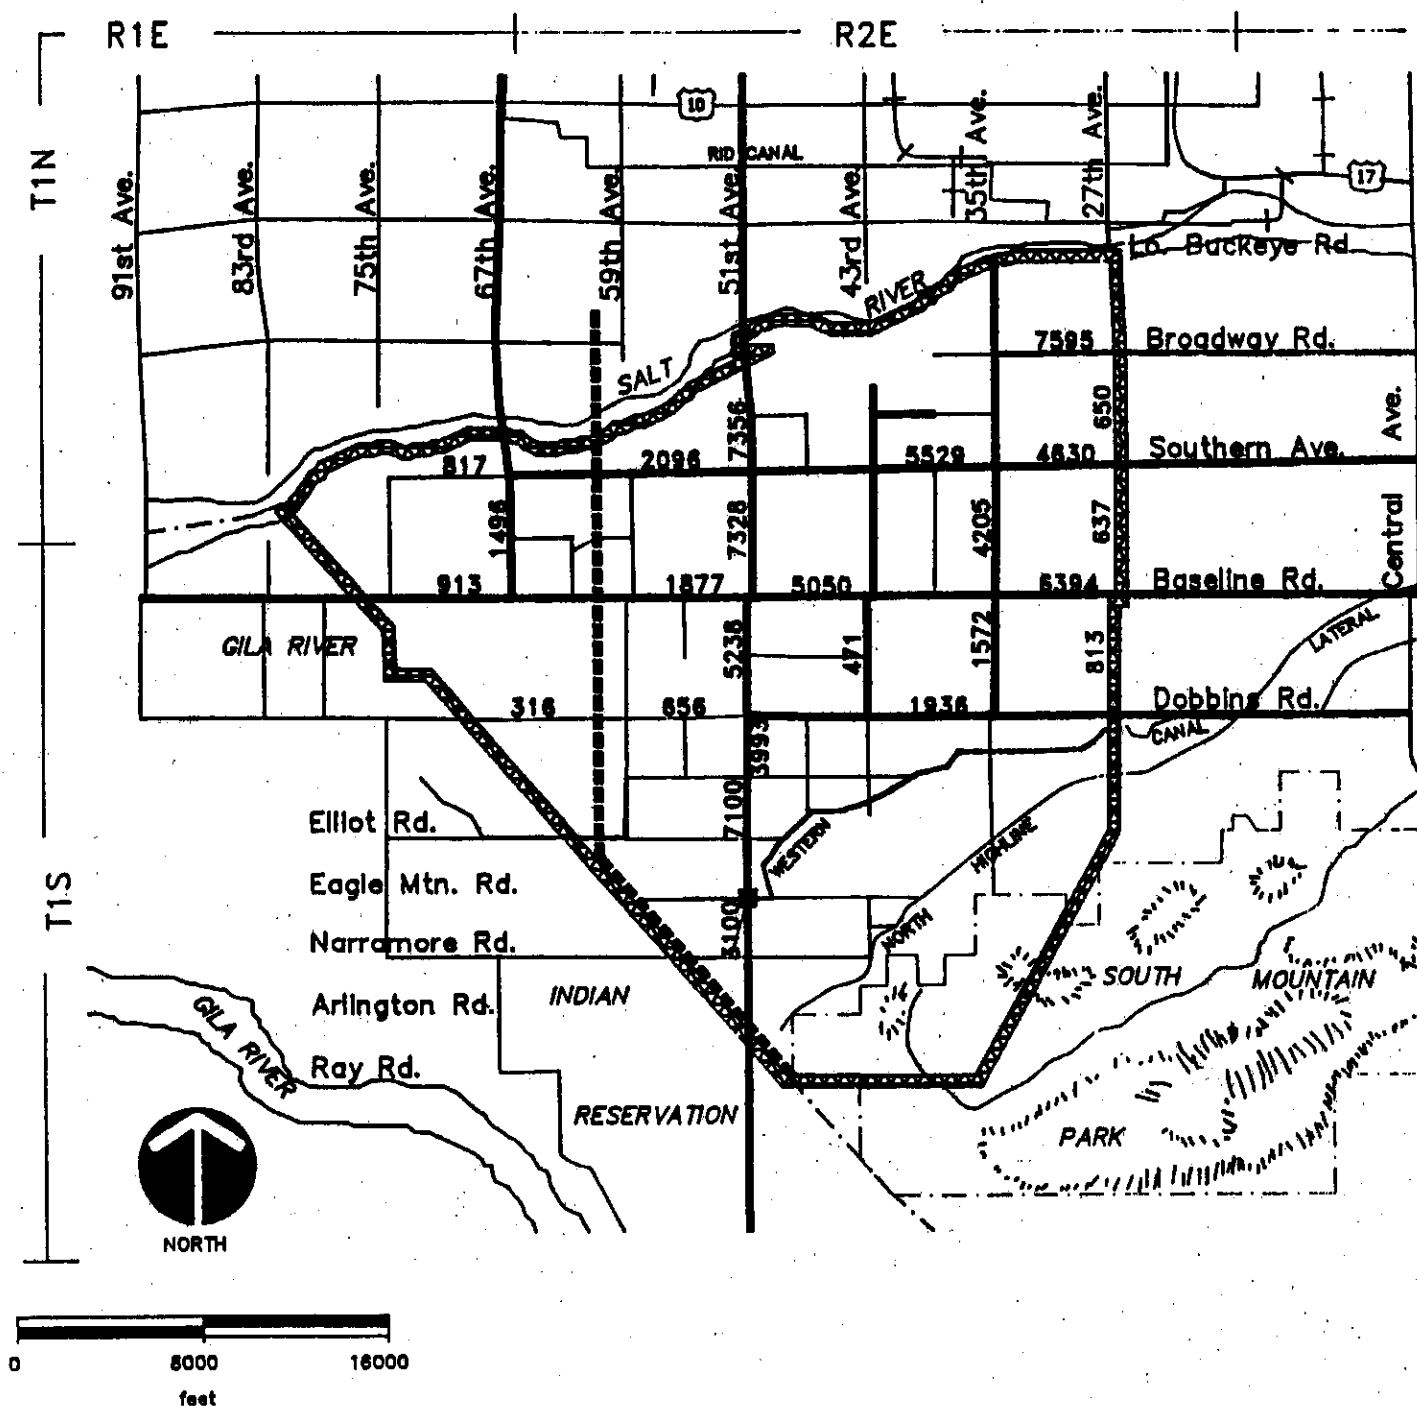 R1E
R2E
10
RID CANAL
17
T1N
91st Ave.
83rd Ave.
75th Ave.
67th Ave.
59th Ave.
51st Ave.
43rd Ave.
35th Ave.
27th Ave.
Lo. Buckeye Rd
RIVER
7595
Broadway Rd.
SALT
650
Central Ave.
7356
817
2096
5529
4630
Southern Ave.
1496
7328
4205
637
913
1877
5050
6394
Baseline Rd.
GILA RIVER
5238
471
1572
813
LATERAL
316
656
1936
Dobbins Rd.
3993
CANAL
7100
Elliot Rd.
WESTERN
HIGHLINE
T1S
Eagle Mtn. Rd.
3100
NORTH
Narramore Rd.
SOUTH
MOUNTAIN
INDIAN
Arlington Rd.
GILA RIVER
Ray Rd.
RESERVATION
PARK
NORTH
0
8000
16000
feet